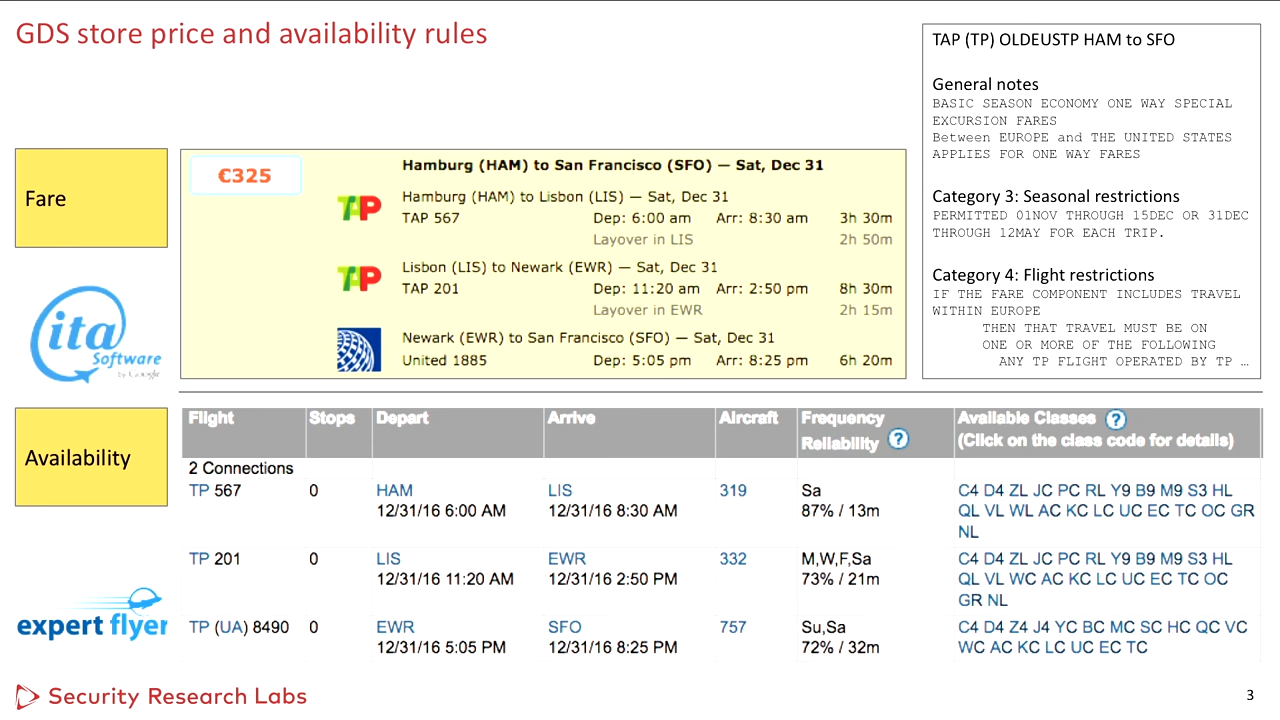 GDS store price and availability rules
TAP (TP) OLDEUSTP HAM to SFO
General notes
BASIC SEASON ECONOMY ONE WAY SPECIAL
EXCURSION FARES
Between EUROPE and THE UNITED STATES
APPLIES FOR ONE WAY FARES
Category 3: Seasonal restrictions
PERMITTED 01NOV THROUGH 15DEC OR 31DEC
THROUGH 12MAY FOR EACH TRIP.
Category 4: Flight restrictions
IF THE FARE COMPONENT INCLUDES TRAVEL
WITHIN EUROPE
THEN THAT TRAVEL MUST BE ON
ONE OR MORE OF THE FOLLOWING
ANY TP FLIGHT OPERATED BY TP …
Fare
€325
Hamburg (HAM) to San Francisco (SFO) — Sat, Dec 31
TAP
Hamburg (HAM) to Lisbon (LIS) — Sat, Dec 31
TAP 567 Dep: 6:00 am Arr: 8:30 am 3h 30m
Layover in LIS 2h 50m
TAP
Lisbon (LIS) to Newark (EWR) — Sat, Dec 31
TAP 201 Dep: 11:20 am Arr: 2:50 pm 8h 30m
Layover in EWR 2h 15m
Newark (EWR) to San Francisco (SFO) — Sat, Dec 31
United 1885 Dep: 5:05 pm Arr: 8:25 pm 6h 20m
ita
Software
by Google
Availability
Flight Stops Depart Arrive Aircraft Frequency Available Classes ?
Reliability ? (Click on the class code for details)
2 Connections
TP 567 0 HAM LIS 319 Sa C4 D4 ZL JC PC RL Y9 B9 M9 S3 HL
12/31/16 6:00 AM 12/31/16 8:30 AM 87% / 13m QL VL WL AC KC LC UC EC TC OC GR
NL
TP 201 0 LIS EWR 332 M,W,F,Sa C4 D4 ZL JC PC RL Y9 B9 M9 S3 HL
12/31/16 11:20 AM 12/31/16 2:50 PM 73% / 21m QL VL WC AC KC LC UC EC TC OC
GR NL
TP (UA) 8490 0 EWR SFO 757 Su,Sa C4 D4 Z4 J4 YC BC MC SC HC QC VC
12/31/16 5:05 PM 12/31/16 8:25 PM 72% / 32m WC AC KC LC UC EC TC
expert flyer
Security Research Labs
3